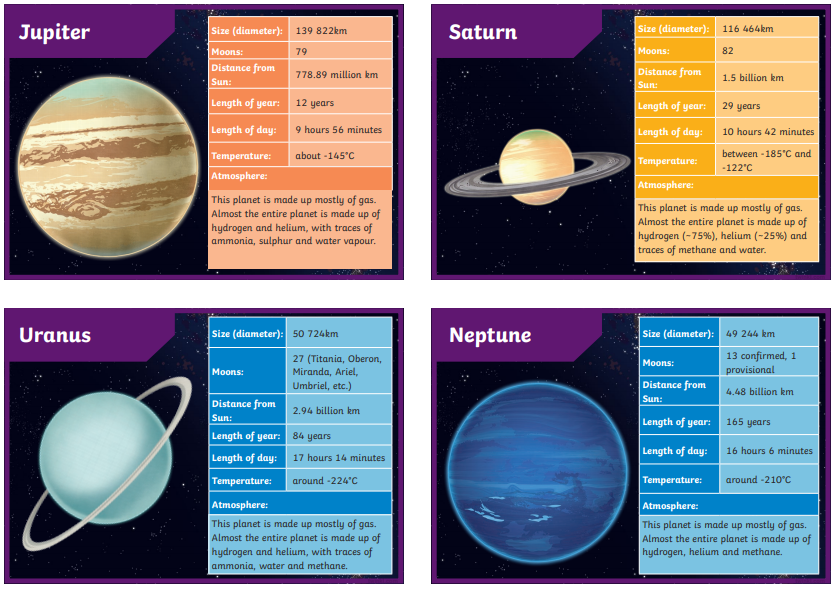 Jupiter
Size (diameter): 139 822km
Moons: 79
Distance from
Sun: 778.89 million km
Length of year: 12 years
Length of day: 9 hours 56 minutes
Temperature: about -145°C
Atmosphere:
This planet is made up mostly of gas.
Almost the entire planet is made up of
hydrogen and helium, with traces of
ammonia, sulphur and water vapour.
Saturn
Size (diameter): 116 464km
Moons: 82
Distance from
Sun: 1.5 billion km
Length of year: 29 years
Length of day: 10 hours 42 minutes
Temperature: between -185°C and
-122°C
Atmosphere:
This planet is made up mostly of gas.
Almost the entire planet is made up of
hydrogen (~75%), helium (~25%) and
traces of methane and water.
Uranus
Size (diameter): 50 724km
Moons: 27 (Titania, Oberon,
Miranda, Ariel,
Umbriel, etc.)
Distance from
Sun: 2.94 billion km
Length of year: 84 years
Length of day: 17 hours 14 minutes
Temperature: around -224°C
Atmosphere:
This planet is made up mostly of gas.
Almost the entire planet is made up of
hydrogen and helium, with traces of
ammonia, water and methane.
Neptune
Size (diameter): 49 244 km
Moons: 13 confirmed, 1
provisional
Distance from
Sun: 4.48 billion km
Length of year: 165 years
Length of day: 16 hours 6 minutes
Temperature: around -210°C
Atmosphere:
This planet is made up mostly of gas.
Almost the entire planet is made up of
hydrogen, helium and methane.